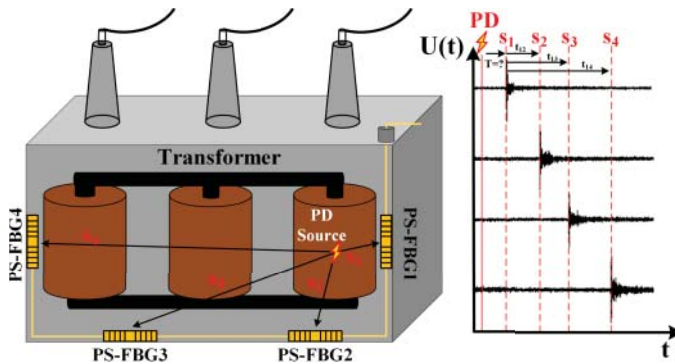 PD
S1 S2 S3 S4
U(t)
t12
T=?
t13
t14
Transformer
PD
Source
PS-FBG4
PS-FBG1
PS-FBG3
PS-FBG2
t